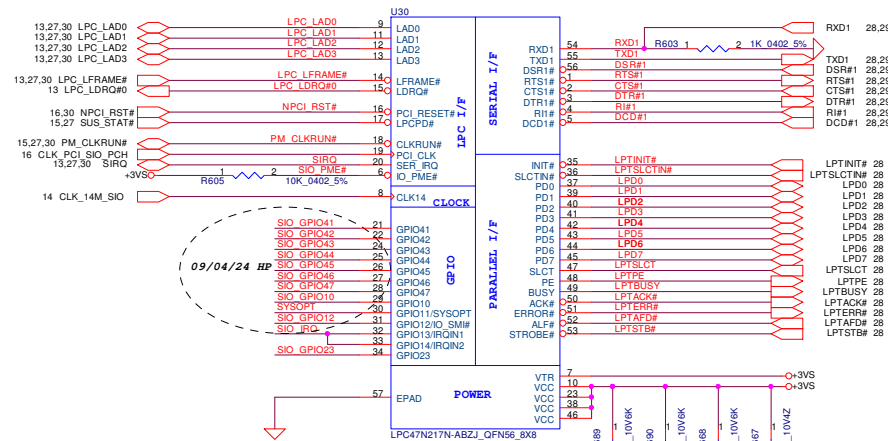 U30
13,27,30 LPC_LAD0 LPC_LAD0 9 LAD0
13,27,30 LPC_LAD1 LPC_LAD1 11 LAD1
13,27,30 LPC_LAD2 LPC_LAD2 12 LAD2
13,27,30 LPC_LAD3 LPC_LAD3 13 LAD3
13,27,30 LPC_LFRAME# LPC_LFRAME# 14 LFRAME#
13 LPC_LDRQ#0 LPC_LDRQ#0 15 LDRQ#
16,30 NPCI_RST# NPCI_RST# 16 PCI_RESET#
15,27 SUS_STAT# 17 LPCPD#
15,27,30 PM_CLKRUN# PM_CLKRUN# 18 CLKRUN#
16 CLK_PCI_SIO_PCH 19 PCI_CLK
13,27,30 SIRQ SIRQ 20 SER_IRQ
+3VS R605 1 2 10K_0402_5% SIO_PME# 6 IO_PME#
14 CLK_14M_SIO 8 CLK14
LPC I/F
CLOCK
SIO_GPIO41 21 GPIO41
SIO_GPIO42 22 GPIO42
SIO_GPIO43 24 GPIO43
SIO_GPIO44 25 GPIO44
SIO_GPIO45 26 GPIO45
SIO_GPIO46 27 GPIO46
SIO_GPIO47 28 GPIO47
SIO_GPIO10 29 GPIO10
SYSOPT 30 GPIO11/SYSOPT
SIO_GPIO12 31 GPIO12/IO_SMI#
SIO_IRQ 32 GPIO13/IRQIN1
33 GPIO14/IRQIN2
SIO_GPIO23 34 GPIO23
09/04/24 HP
GPIO
57 EPAD
POWER
SERIAL I/F
RXD1 54 RXD1 R603 1 2 1K_0402_5% RXD1 28,29
TXD1 55 TXD1 TXD1 28,29
DSR1# 56 DSR#1 DSR#1 28,29
RTS1# 1 RTS#1 RTS#1 28,29
CTS1# 2 CTS#1 CTS#1 28,29
DTR1# 3 DTR#1 DTR#1 28,29
RI1# 4 RI#1 RI#1 28,29
DCD1# 5 DCD#1 DCD#1 28,29
PARALLEL I/F
INIT# 35 LPTINIT# LPTINIT# 28
SLCTIN# 36 LPTSLCTIN# LPTSLCTIN# 28
PD0 37 LPD0 LPD0 28
PD1 39 LPD1 LPD1 28
PD2 40 LPD2 LPD2 28
PD3 41 LPD3 LPD3 28
PD4 42 LPD4 LPD4 28
PD5 43 LPD5 LPD5 28
PD6 44 LPD6 LPD6 28
PD7 45 LPD7 LPD7 28
SLCT 47 LPTSLCT LPTSLCT 28
PE 48 LPTPE LPTPE 28
BUSY 49 LPTBUSY LPTBUSY 28
ACK# 50 LPTACK# LPTACK# 28
ERROR# 51 LPTERR# LPTERR# 28
ALF# 52 LPTAFD# LPTAFD# 28
STROBE# 53 LPTSTB# LPTSTB# 28
VTR 7 +3VS
VCC 10 +3VS
VCC 23
VCC 38
VCC 46
LPC47N217N-ABZJ_QFN56_8X8
1 _10V6K
1 _10V6K
1 _10V6K
1 _10V4Z